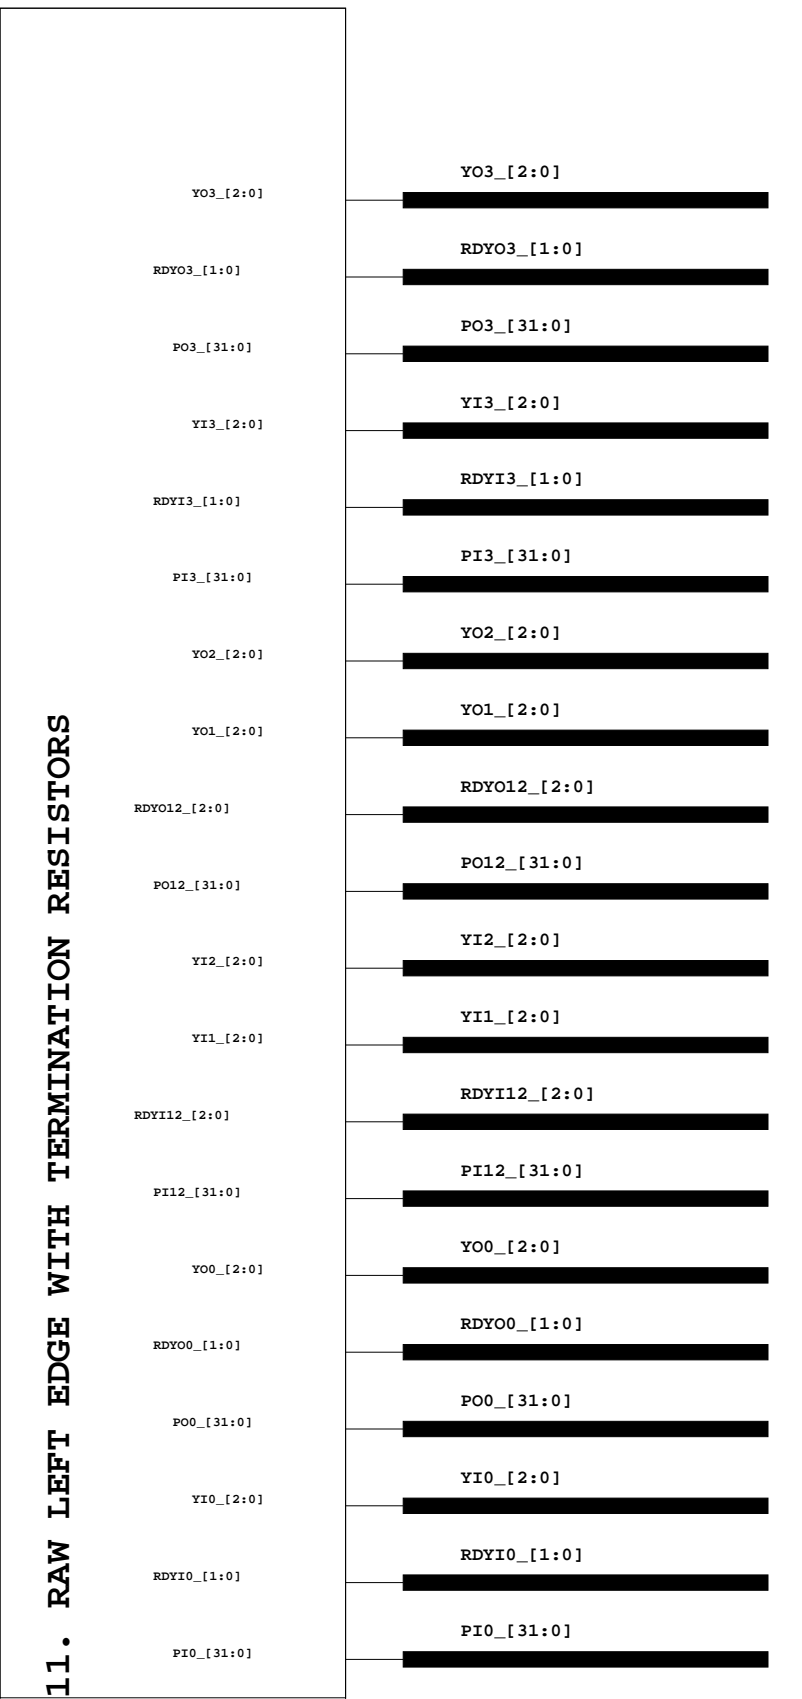 YO3_[2:0] YO3_[2:0]
RDYO3_[1:0] RDYO3_[1:0]
PO3_[31:0] PO3_[31:0]
YI3_[2:0] YI3_[2:0]
RDYI3_[1:0] RDYI3_[1:0]
PI3_[31:0] PI3_[31:0]
YO2_[2:0] YO2_[2:0]
YO1_[2:0] YO1_[2:0]
RDYO12_[2:0] RDYO12_[2:0]
PO12_[31:0] PO12_[31:0]
YI2_[2:0] YI2_[2:0]
YI1_[2:0] YI1_[2:0]
RDYI12_[2:0] RDYI12_[2:0]
PI12_[31:0] PI12_[31:0]
YO0_[2:0] YO0_[2:0]
RDYO0_[1:0] RDYO0_[1:0]
PO0_[31:0] PO0_[31:0]
YI0_[2:0] YI0_[2:0]
RDYI0_[1:0] RDYI0_[1:0]
PI0_[31:0] PI0_[31:0]
11. RAW LEFT EDGE WITH TERMINATION RESISTORS